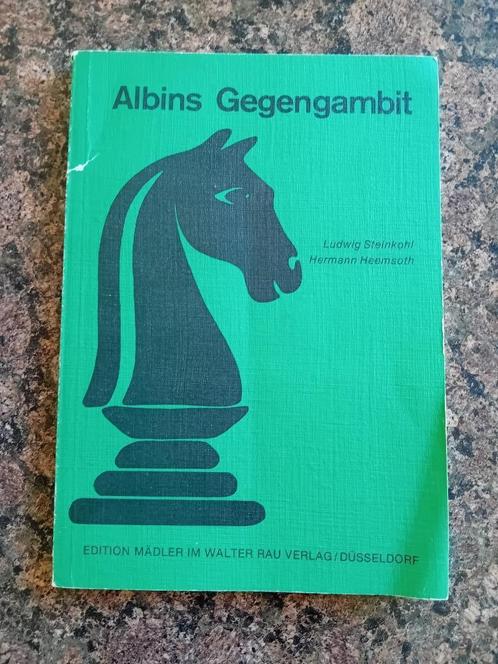 Albins Gegengambit
Ludwig Steinkohl
Hermann Heemsoth
EDITION MÄDLER IM WALTER RAU VERLAG/DÜSSELDORF